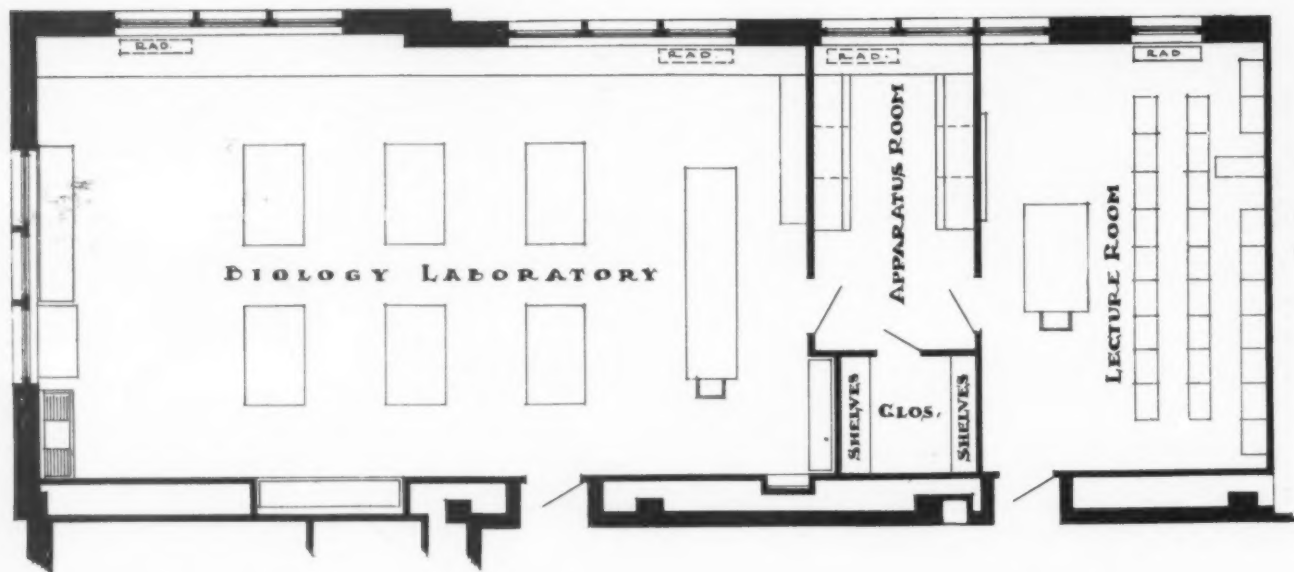 RAD.
RAD.
RAD.
RAD
BIOLOGY LABORATORY
APPARATUS ROOM
LECTURE ROOM
SHELVES
CLOS.
SHELVES